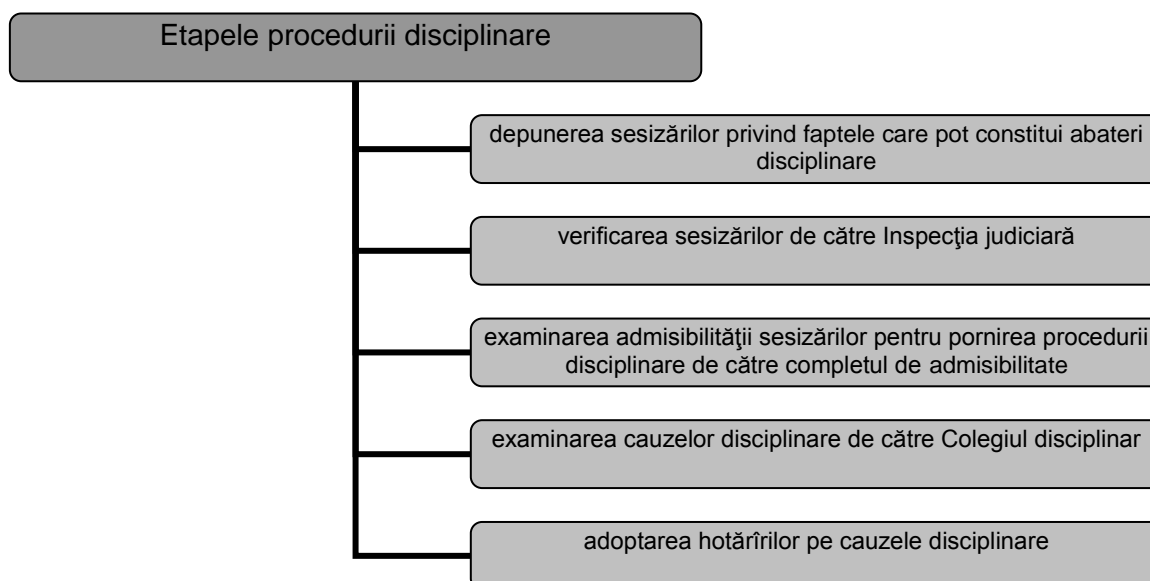 Etapele procedurii disciplinare
depunerea sesizărilor privind faptele care pot constitui abateri
disciplinare
verificarea sesizărilor de către Inspecţia judiciară
examinarea admisibilităţii sesizărilor pentru pornirea procedurii
disciplinare de către completul de admisibilitate
examinarea cauzelor disciplinare de către Colegiul disciplinar
adoptarea hotărîrilor pe cauzele disciplinare